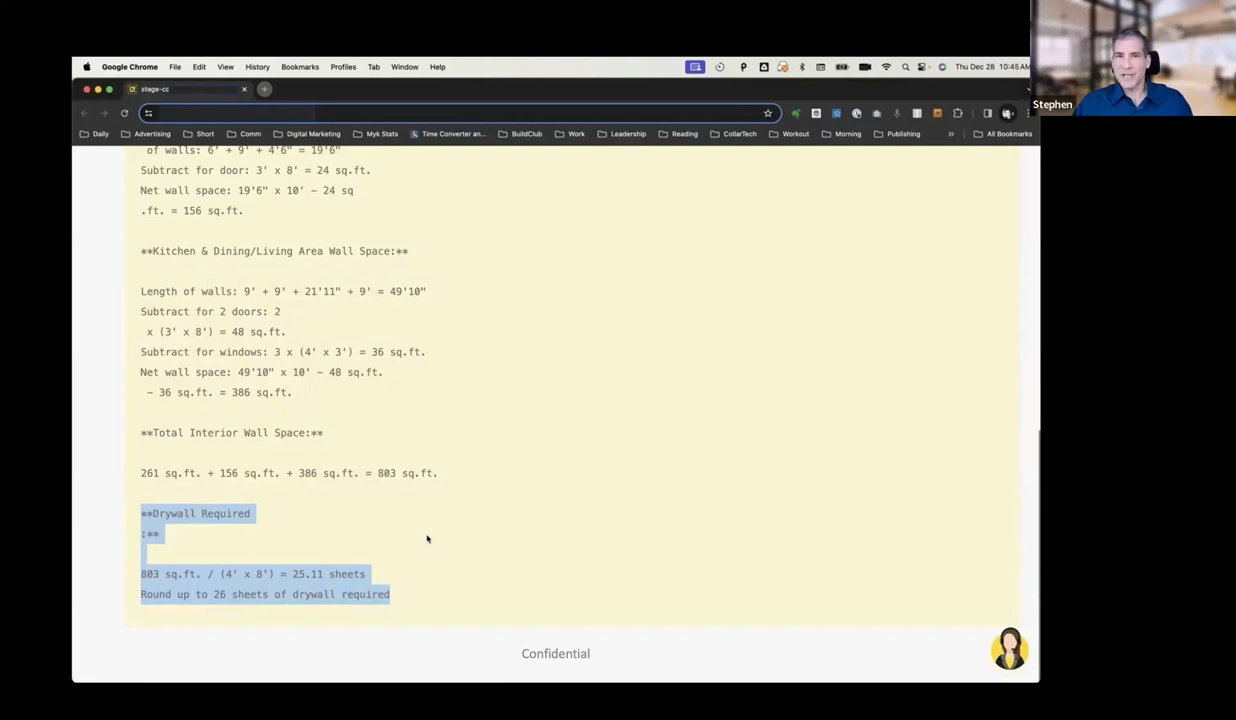 Google Chrome File Edit View History Bookmarks Profiles Tab Window Help Thu Dec 28 10:45AM
stage-cc
Daily Advertising Short Comm Digital Marketing Myk Stats Time Converter an... BuildClub Work Leadership Reading CollarTech Workout Morning Publishing » All Bookmarks
Stephen
of walls: 6' + 9' + 4'6" = 19'6"
Subtract for door: 3' x 8' = 24 sq.ft.
Net wall space: 19'6" x 10' - 24 sq
.ft. = 156 sq.ft.
**Kitchen & Dining/Living Area Wall Space:**
Length of walls: 9' + 9' + 21'11" + 9' = 49'10"
Subtract for 2 doors: 2
x (3' x 8') = 48 sq.ft.
Subtract for windows: 3 x (4' x 3') = 36 sq.ft.
Net wall space: 49'10" x 10' - 48 sq.ft.
- 36 sq.ft. = 386 sq.ft.
**Total Interior Wall Space:**
261 sq.ft. + 156 sq.ft. + 386 sq.ft. = 803 sq.ft.
**Drywall Required
:**
803 sq.ft. / (4' x 8') = 25.11 sheets
Round up to 26 sheets of drywall required
Confidential